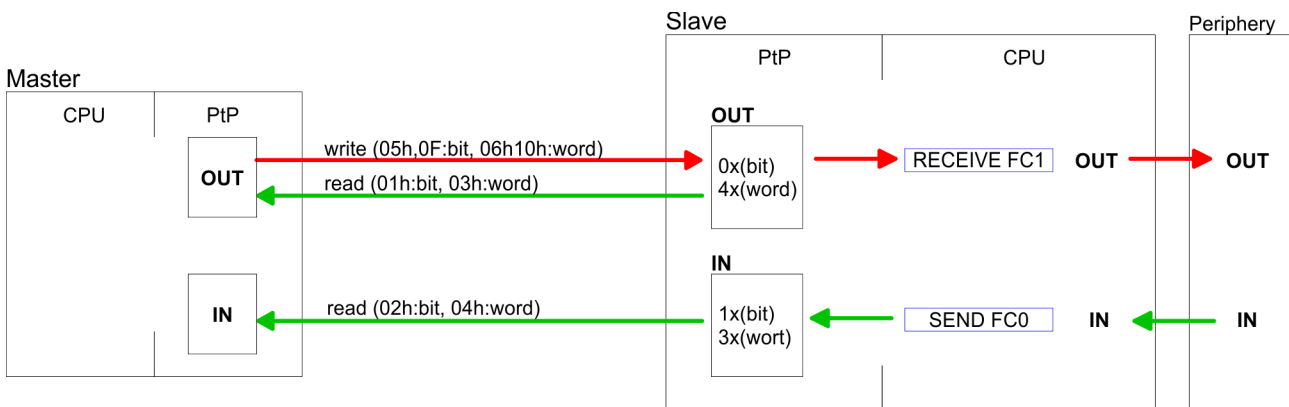 Slave
Periphery
PtP
CPU
Master
CPU
PtP
OUT
write (05h,0F:bit, 06h10h:word)
OUT
read (01h:bit, 03h:word)
0x(bit)
4x(word)
RECEIVE FC1
OUT
OUT
IN
IN
read (02h:bit, 04h:word)
1x(bit)
3x(wort)
SEND FC0
IN
IN